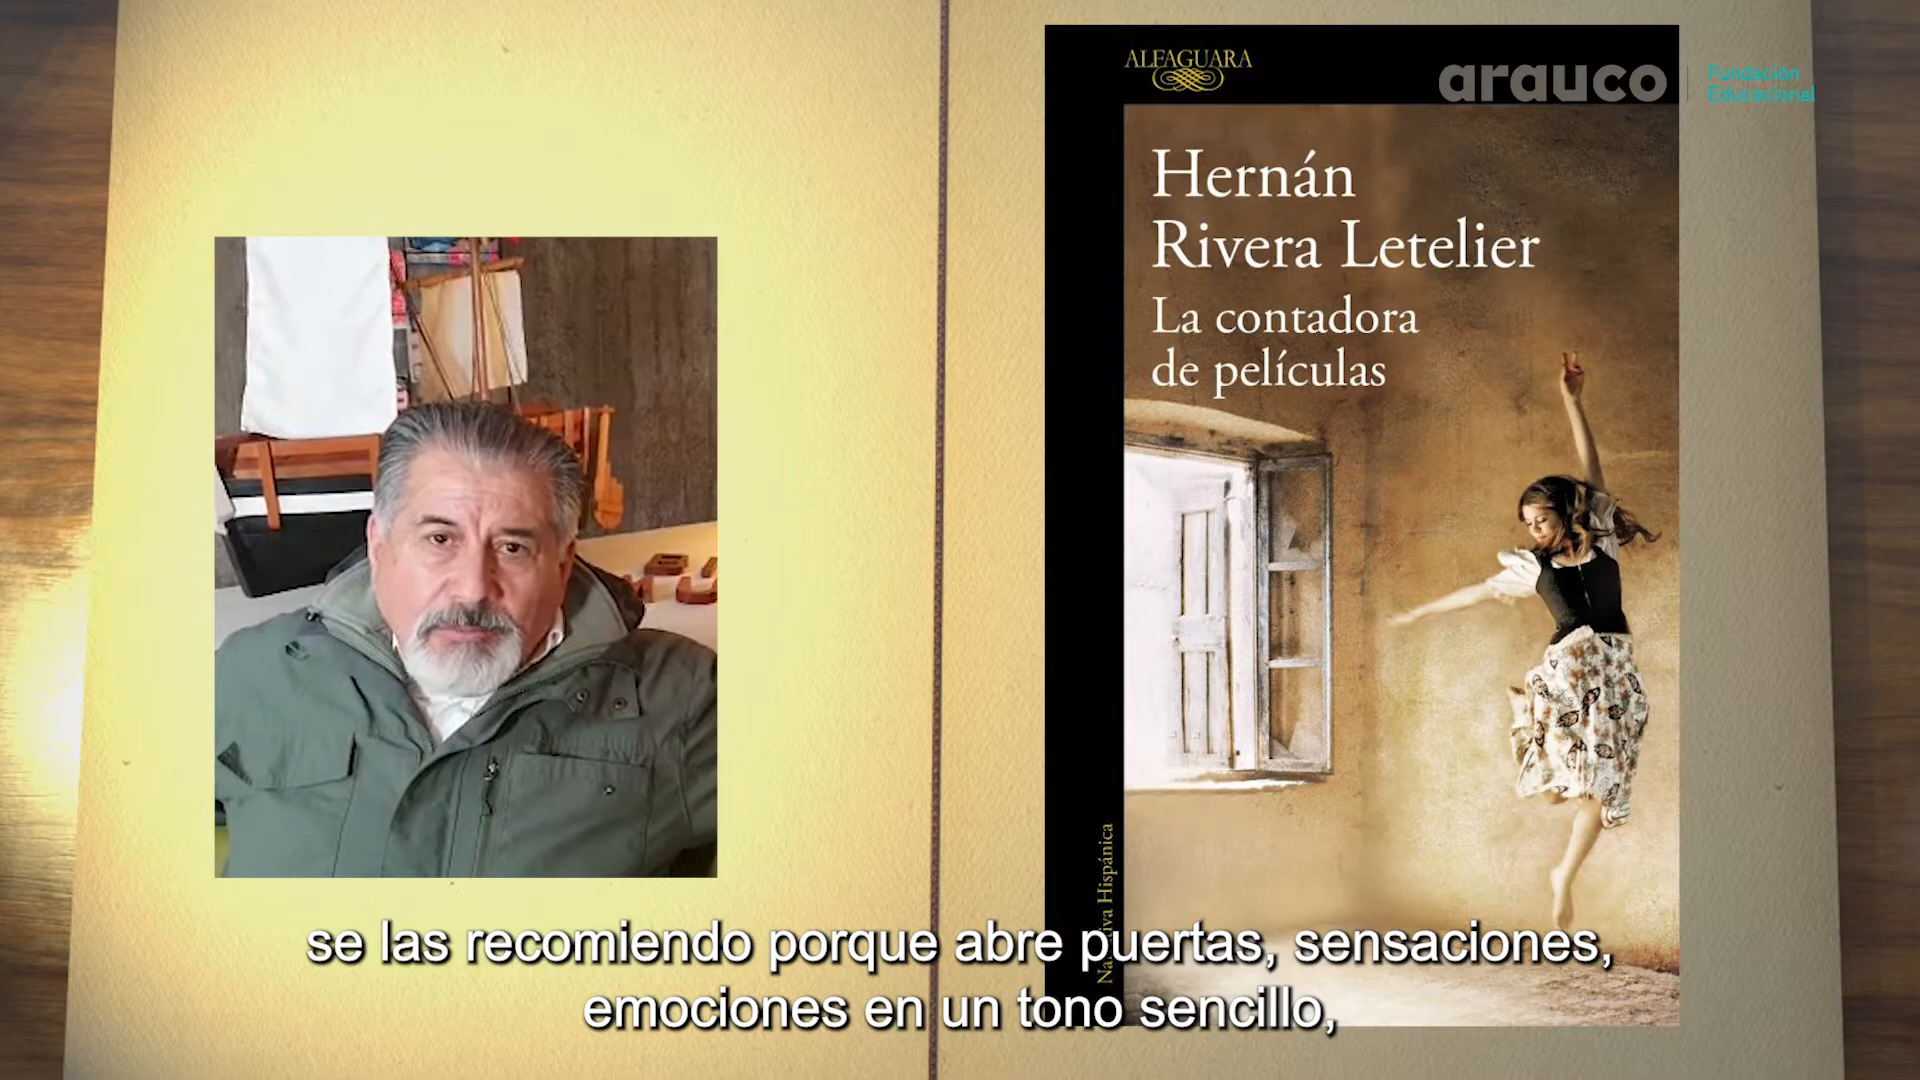 ALFAGUARA
arauco
Fundación
Educacional
Hernán
Rivera Letelier
La contadora
de películas
Narrativa Hispánica
se las recomiendo porque abre puertas, sensaciones,
emociones en un tono sencillo,